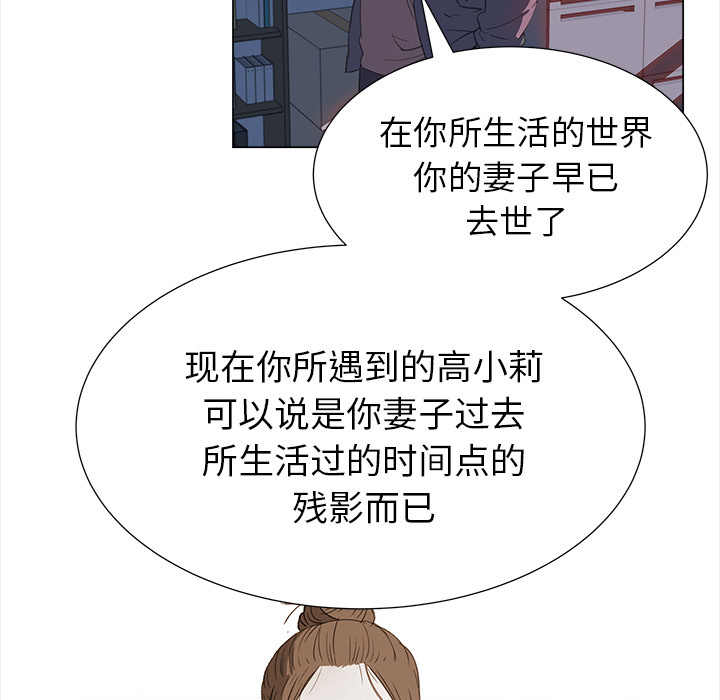 在你所生活的世界
你的妻子早已
去世了
现在你所遇到的高小莉
可以说是你妻子过去
所生活过的时间点的
残影而已